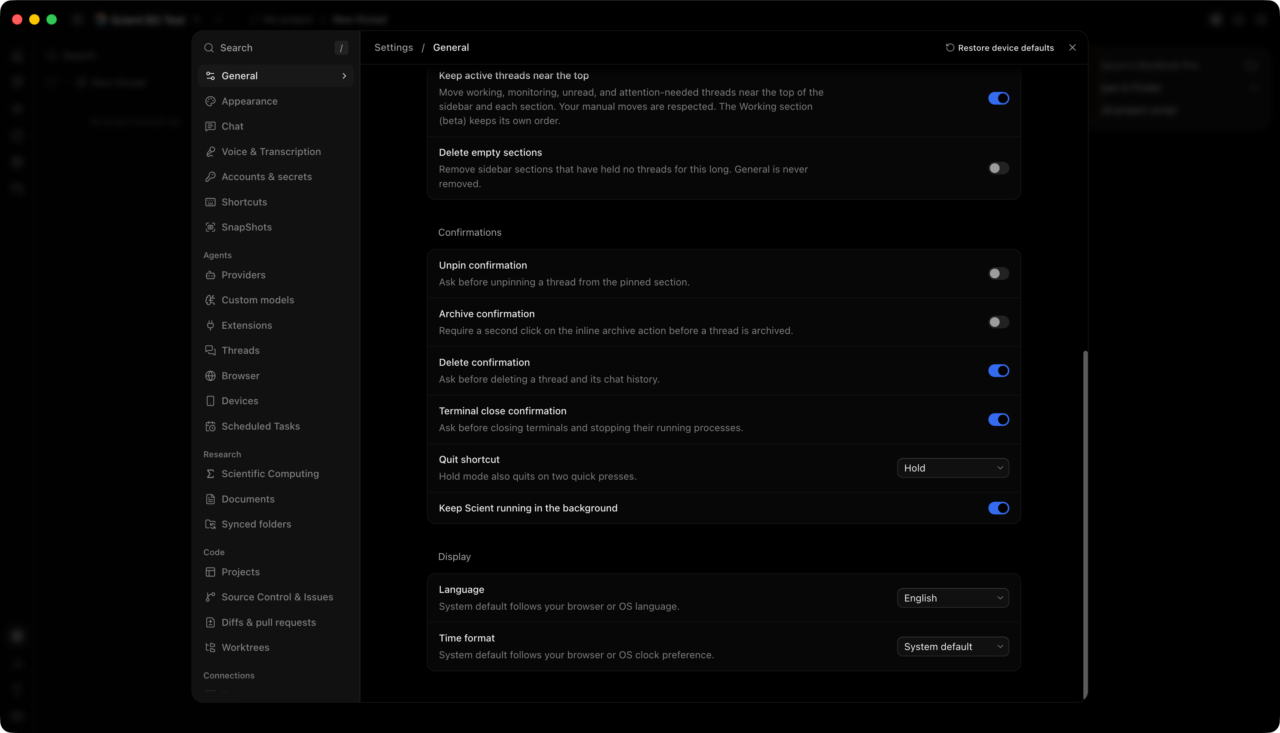 Search
/
General
Appearance
Chat
Voice & Transcription
Accounts & secrets
Shortcuts
SnapShots
Agents
Providers
Custom models
Extensions
Threads
Browser
Devices
Scheduled Tasks
Research
Scientific Computing
Documents
Synced folders
Code
Projects
Source Control & Issues
Diffs & pull requests
Worktrees
Connections
Settings / General
Restore device defaults
Keep active threads near the top
Move working, monitoring, unread, and attention-needed threads near the top of the
sidebar and each section. Your manual moves are respected. The Working section
(beta) keeps its own order.
Delete empty sections
Remove sidebar sections that have held no threads for this long. General is never
removed.
Confirmations
Unpin confirmation
Ask before unpinning a thread from the pinned section.
Archive confirmation
Require a second click on the inline archive action before a thread is archived.
Delete confirmation
Ask before deleting a thread and its chat history.
Terminal close confirmation
Ask before closing terminals and stopping their running processes.
Quit shortcut
Hold mode also quits on two quick presses.
Hold
Keep Scient running in the background
Display
Language
System default follows your browser or OS language.
English
Time format
System default follows your browser or OS clock preference.
System default